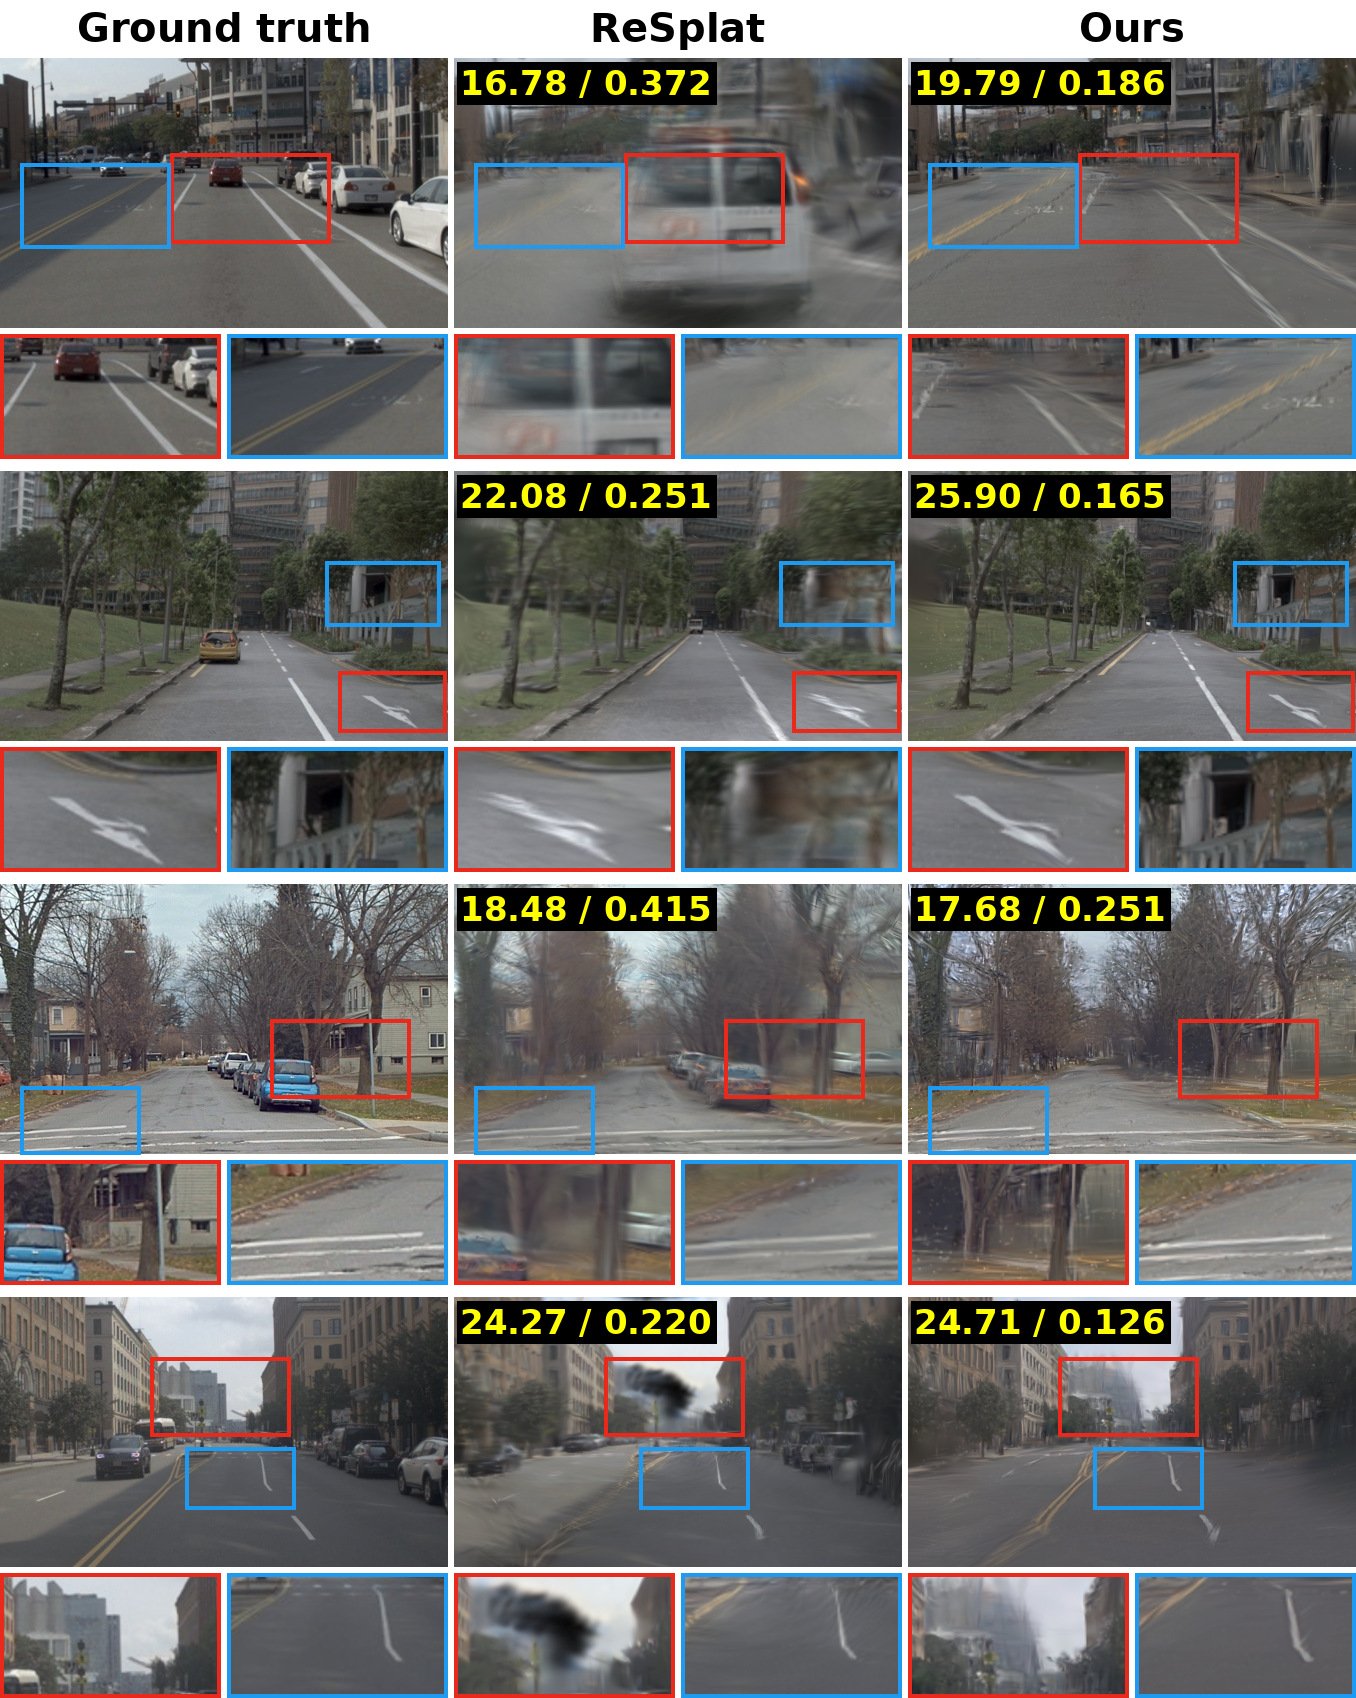 Ground truth ReSplat Ours
16.78 / 0.372 19.79 / 0.186
22.08 / 0.251 25.90 / 0.165
18.48 / 0.415 17.68 / 0.251
24.27 / 0.220 24.71 / 0.126